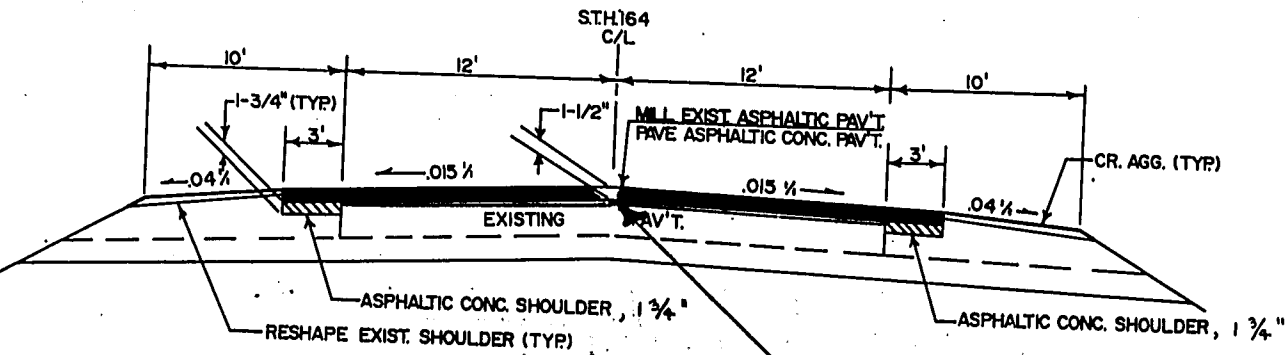 S.T.H.164
C/L
10'
12'
12'
10'
1-3/4" (TYP.)
1-1/2"
MILL EXIST. ASPHALTIC PAV'T.
PAVE ASPHALTIC CONC. PAV'T.
3'
3'
CR. AGG. (TYP.)
.04 '/'
.015 '/'
.015 '/'
.04 '/'
EXISTING PAV'T.
ASPHALTIC CONC. SHOULDER, 1 3/4"
ASPHALTIC CONC. SHOULDER, 1 3/4"
RESHAPE EXIST. SHOULDER (TYP.)